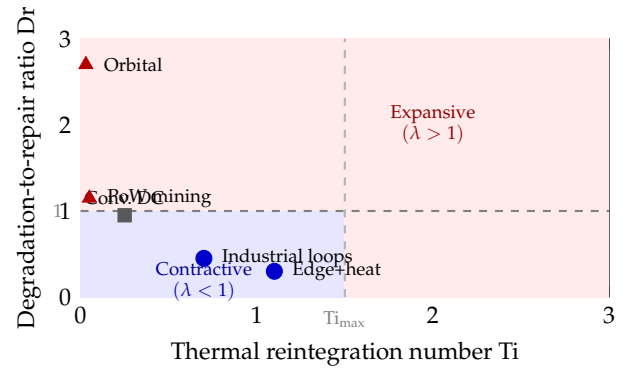 Degradation-to-repair ratio Dr
3
2
1
1
0
Orbital
Expansive
(λ > 1)
Conv. DC
PoW mining
Industrial loops
Edge+heat
Contractive
(λ < 1)
0
1
Ti_max
2
3
Thermal reintegration number Ti